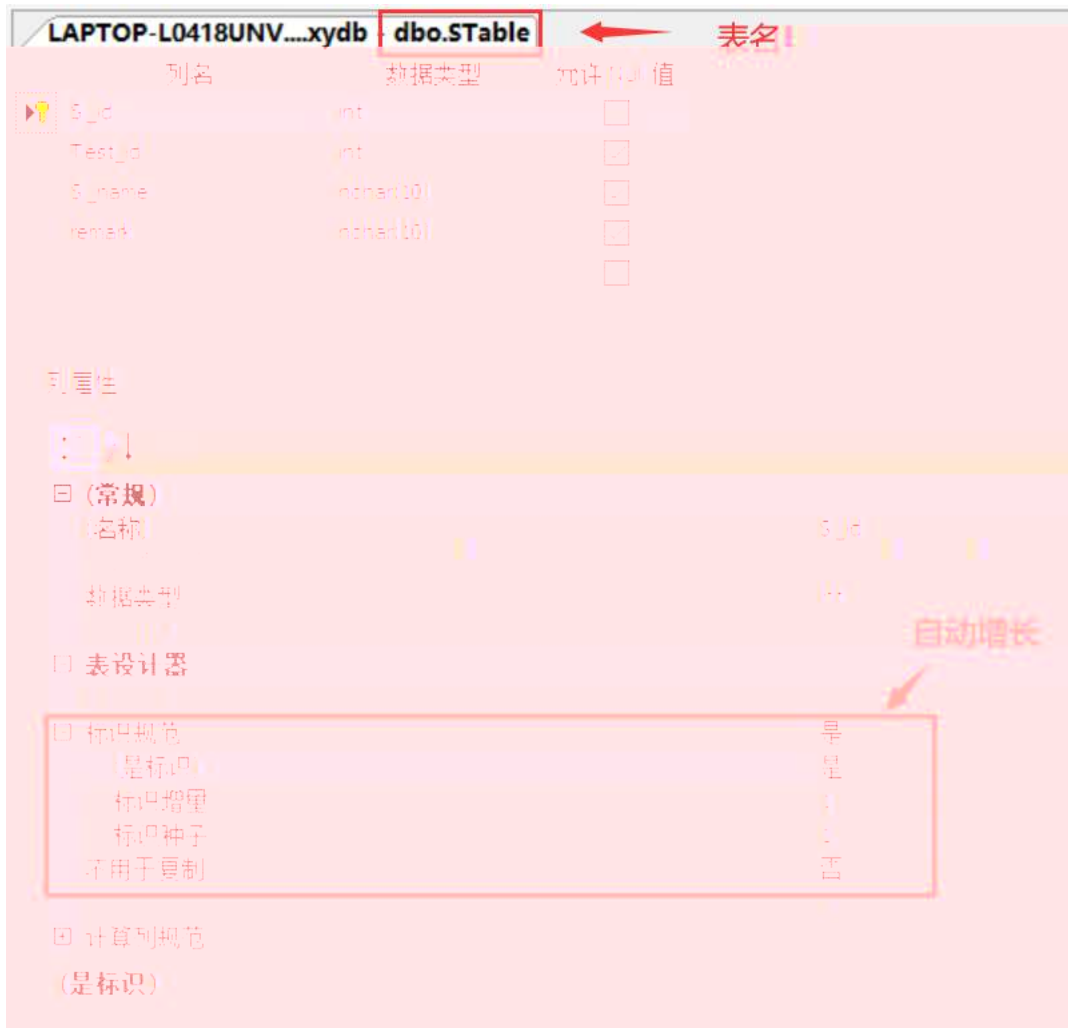 LAPTOP-L0418UNV....xydb - dbo.STable 表名!
列名 数据类型 允许 NULL 值
S_id int
Test_id int
S_name nchar(10)
remark nchar(10)
列属性
(常规)
(名称) S_id
数据类型 int
自动增长
表设计器
标识规范 是
(是标识) 是
标识增量 1
标识种子 1
不用于复制 否
计算列规范
(是标识)